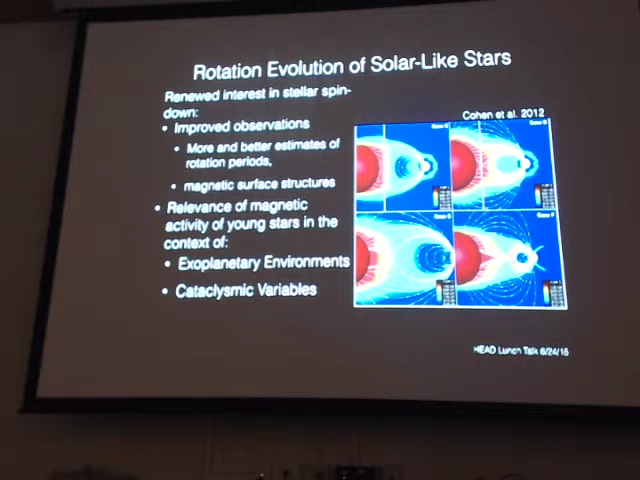 Rotation Evolution of Solar-Like Stars
Renewed interest in stellar spin-
down:
• Improved observations
• More and better estimates of
rotation periods,
• magnetic surface structures
• Relevance of magnetic
activity of young stars in the
context of:
• Exoplanetary Environments
• Cataclysmic Variables
Cohen et al. 2012
HEAD Lunch Talk 6/24/15